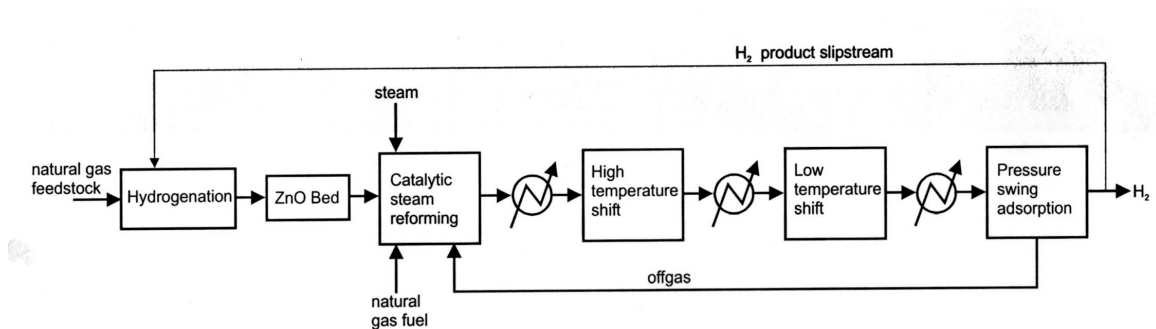 H₂ product slipstream
steam
natural gas
feedstock
Hydrogenation
ZnO Bed
Catalytic
steam
reforming
High
temperature
shift
Low
temperature
shift
Pressure
swing
adsorption
H₂
offgas
natural
gas fuel